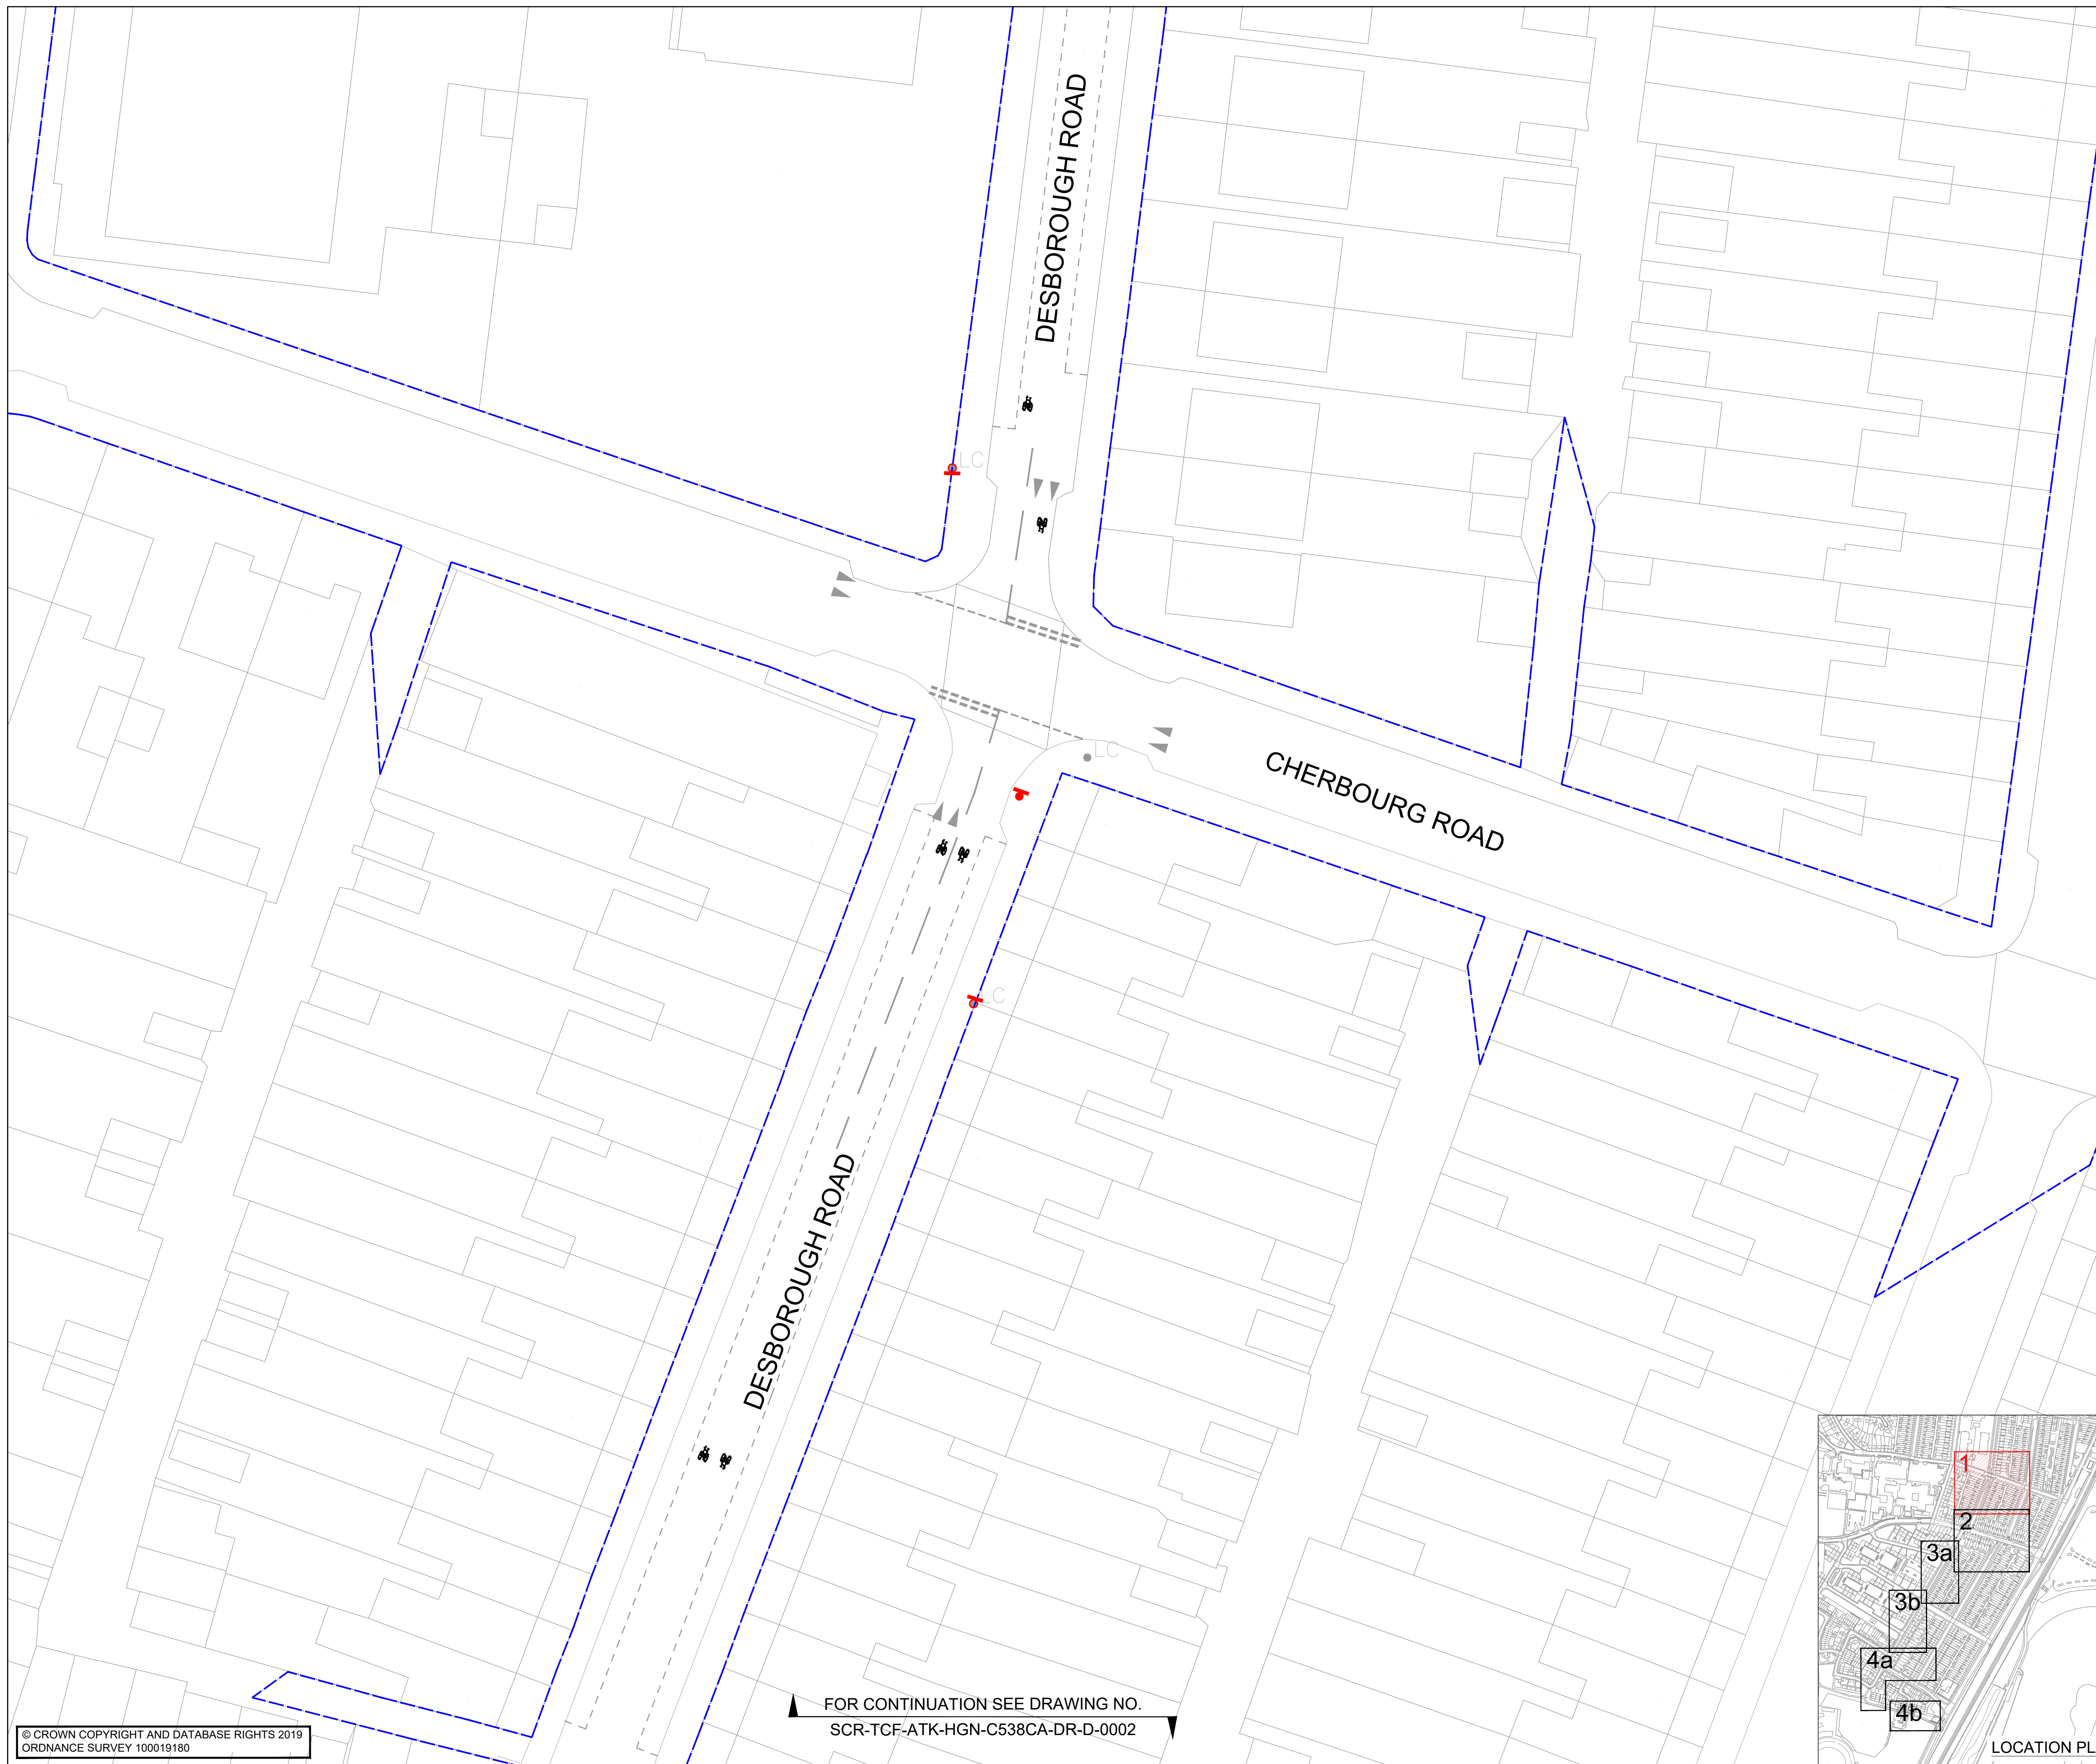 DESBOROUGH ROAD
LC
LC
CHERBOURG ROAD
LC
DESBOROUGH ROAD
1
2
3a
3b
4a
4b
FOR CONTINUATION SEE DRAWING NO.
SCR-TCF-ATK-HGN-C538CA-DR-D-0002
© CROWN COPYRIGHT AND DATABASE RIGHTS 2019
ORDNANCE SURVEY 100019180
LOCATION PL